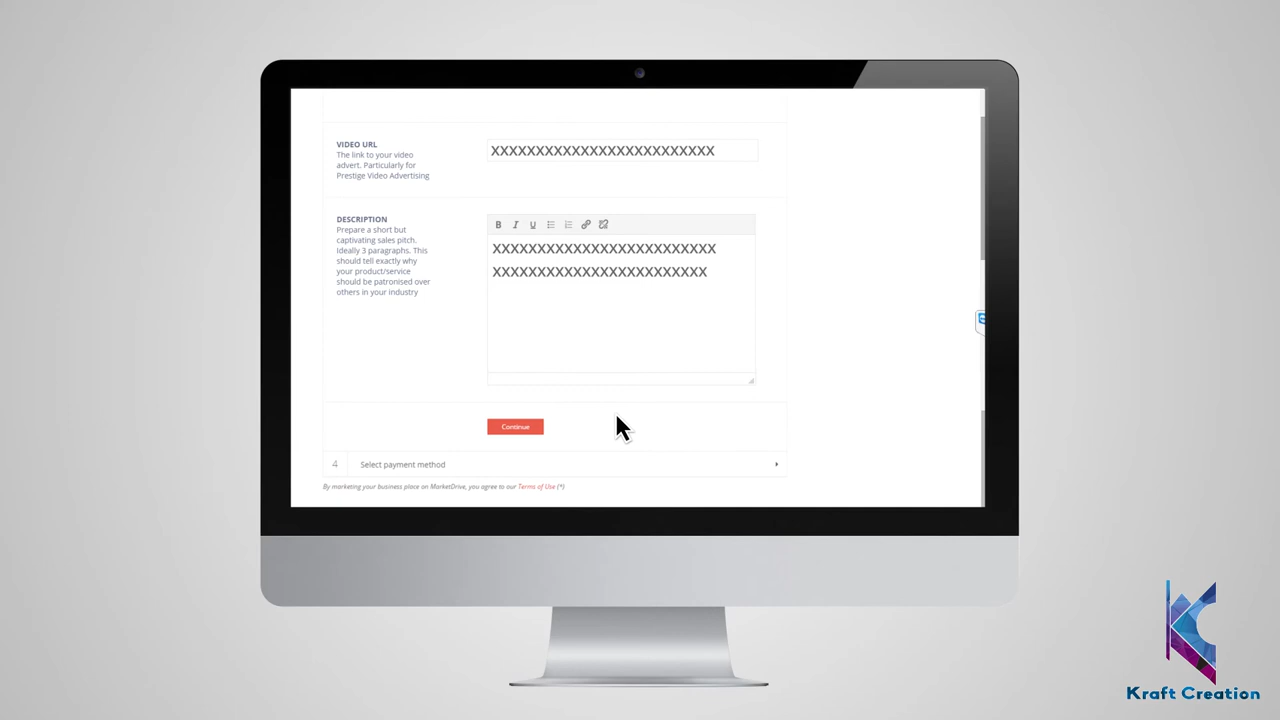 VIDEO URL
The link to your video
advert. Particularly for
Prestige Video Advertising
XXXXXXXXXXXXXXXXXXXXXXXXX
DESCRIPTION
Prepare a short but
captivating sales pitch.
Ideally 3 paragraphs. This
should tell exactly why
your product/service
should be patronised over
others in your industry
B I U
XXXXXXXXXXXXXXXXXXXXXXXXX
XXXXXXXXXXXXXXXXXXXXXXXX
Continue
4 Select payment method
By marketing your business place on MarketDrive, you agree to our Terms of Use (*)
Kraft Creation